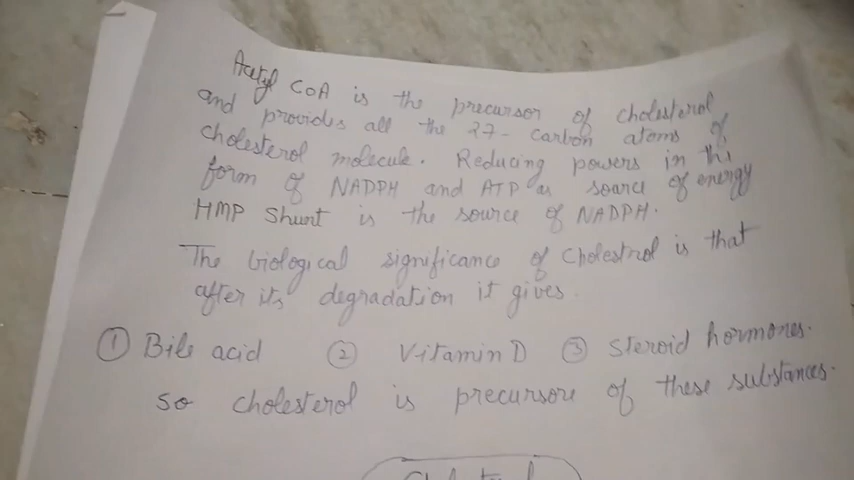 Acetyl CoA is the precursor of cholesterol
and provides all the 27-carbon atoms of
cholesterol molecule. Reducing powers in the
form of NADPH and ATP as source of energy
HMP Shunt is the source of NADPH.
The biological significance of Cholestrol is that
after its degradation it gives.
① Bile acid ② Vitamin D ③ Steroid hormones.
so cholesterol is precursore of these substances.